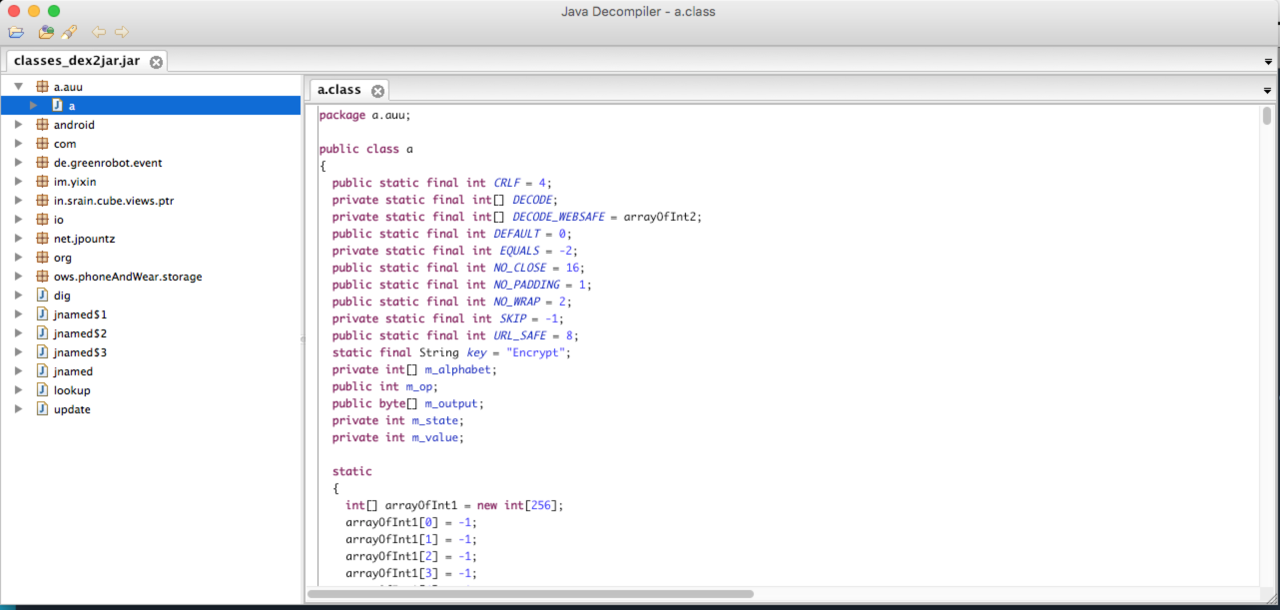 Java Decompiler - a.class
classes_dex2jar.jar
a.auu
a
android
com
de.greenrobot.event
im.yixin
in.srain.cube.views.ptr
io
net.jpountz
org
ows.phoneAndWear.storage
dig
jnamed$1
jnamed$2
jnamed$3
jnamed
lookup
update
a.class
package a.auu;
public class a
{
public static final int CRLF = 4;
private static final int[] DECODE;
private static final int[] DECODE_WEBSAFE = arrayOfInt2;
public static final int DEFAULT = 0;
private static final int EQUALS = -2;
public static final int NO_CLOSE = 16;
public static final int NO_PADDING = 1;
public static final int NO_WRAP = 2;
private static final int SKIP = -1;
public static final int URL_SAFE = 8;
static final String key = "Encrypt";
private int[] m_alphabet;
public int m_op;
public byte[] m_output;
private int m_state;
private int m_value;
static
{
int[] arrayOfInt1 = new int[256];
arrayOfInt1[0] = -1;
arrayOfInt1[1] = -1;
arrayOfInt1[2] = -1;
arrayOfInt1[3] = -1;